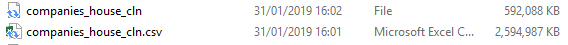 companies_house_cln 31/01/2019 16:02 File 592,088 KB
companies_house_cln.csv 31/01/2019 16:01 Microsoft Excel C... 2,594,987 KB